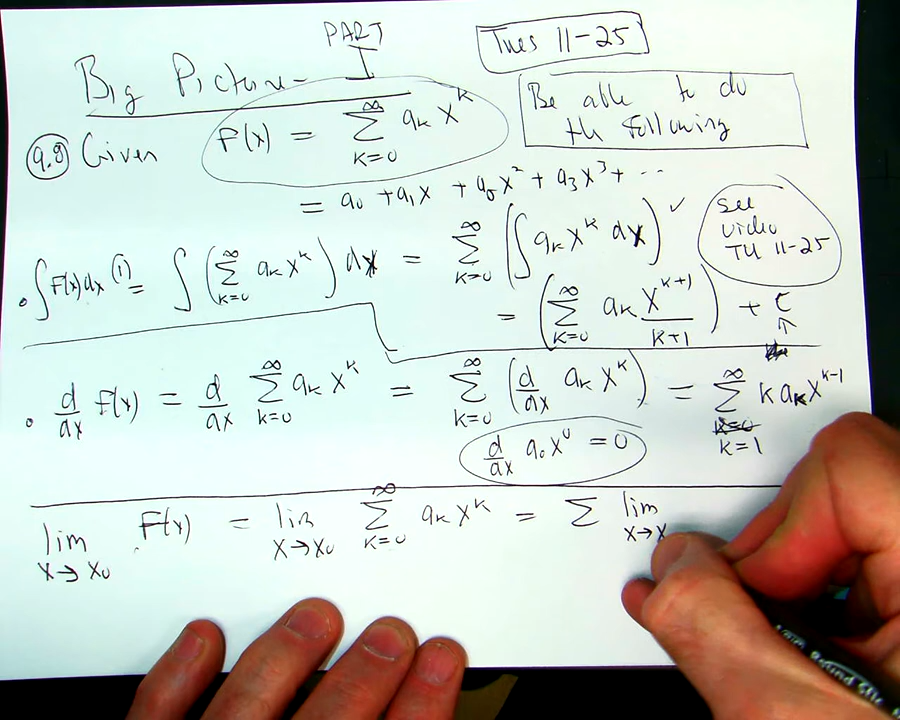 PART
Big Picture I
Tues 11-25
Be able to do
th following
9.8 Given F(x) = ∑_{k=0}^{∞} a_k x^k
= a_0 + a_1 x + a_2 x^2 + a_3 x^3 + ...
see
video
TU 11-25
• ∫ F(x) dx (1) = ∫ (∑_{k=0}^{∞} a_k x^k) dx = ∑_{k=0}^{∞} (∫ a_k x^k dx) ✓
= (∑_{k=0}^{∞} a_k x^{k+1}/(k+1)) + C
↑
• d/dx F(x) = d/dx ∑_{k=0}^{∞} a_k x^k = ∑_{k=0}^{∞} (d/dx a_k x^k) = ∑_{k=1}^{∞} k a_k x^{k-1}
d/dx a_0 x^0 = 0
lim_{x→x_0} F(x) = lim_{x→x_0} ∑_{k=0}^{∞} a_k x^k = ∑ lim_{x→x